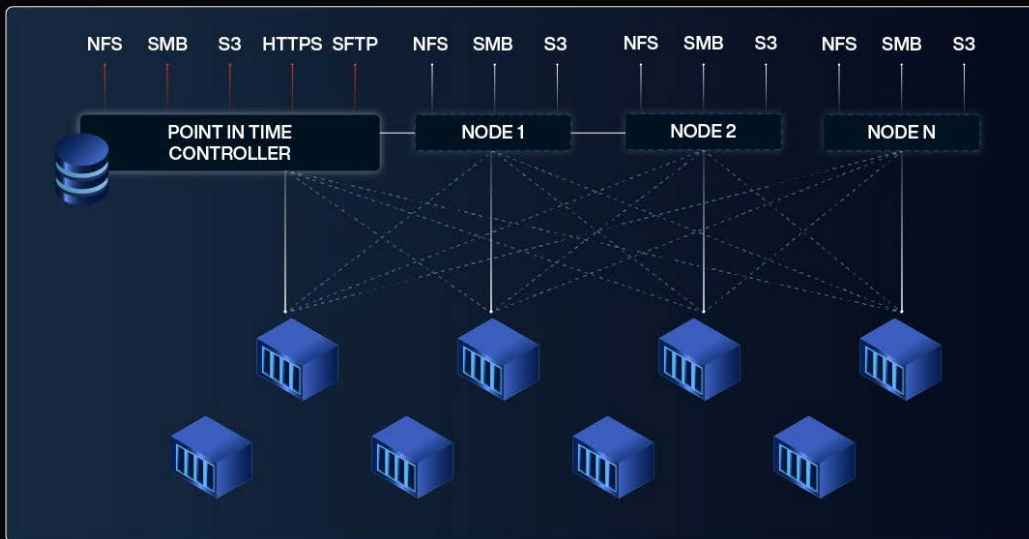 NFS SMB S3 HTTPS SFTP NFS SMB S3 NFS SMB S3 NFS SMB S3
POINT IN TIME
CONTROLLER
NODE 1
NODE 2
NODE N